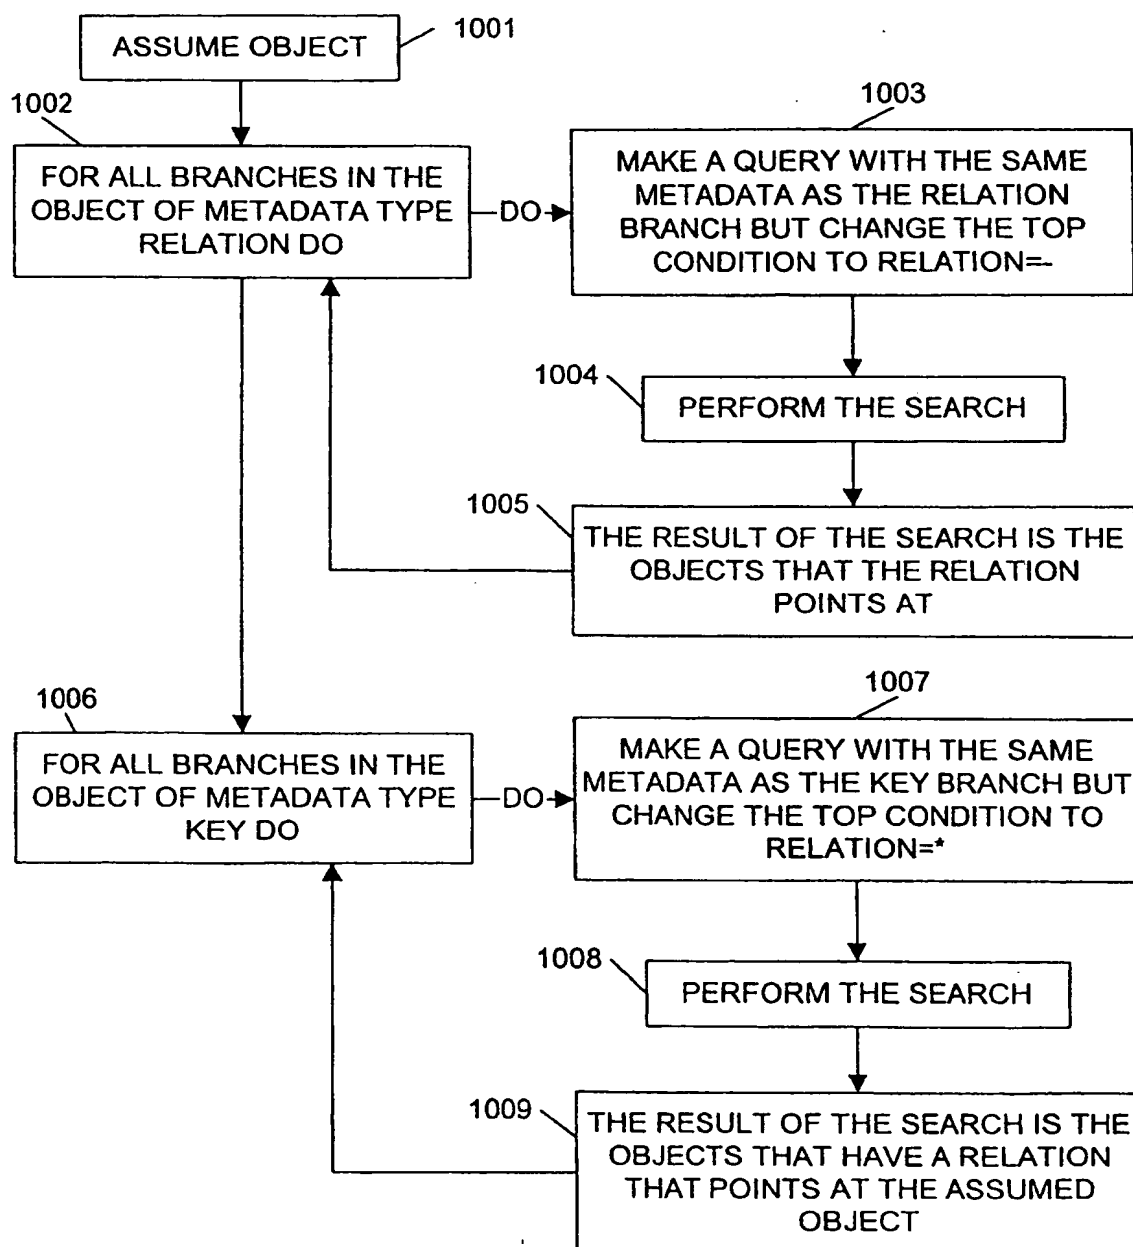 1001
ASSUME OBJECT
1002
FOR ALL BRANCHES IN THE
OBJECT OF METADATA TYPE
RELATION DO
DO
1003
MAKE A QUERY WITH THE SAME
METADATA AS THE RELATION
BRANCH BUT CHANGE THE TOP
CONDITION TO RELATION=-
1004
PERFORM THE SEARCH
1005
THE RESULT OF THE SEARCH IS THE
OBJECTS THAT THE RELATION
POINTS AT
1006
FOR ALL BRANCHES IN THE
OBJECT OF METADATA TYPE
KEY DO
DO
1007
MAKE A QUERY WITH THE SAME
METADATA AS THE KEY BRANCH BUT
CHANGE THE TOP CONDITION TO
RELATION=*
1008
PERFORM THE SEARCH
1009
THE RESULT OF THE SEARCH IS THE
OBJECTS THAT HAVE A RELATION
THAT POINTS AT THE ASSUMED
OBJECT